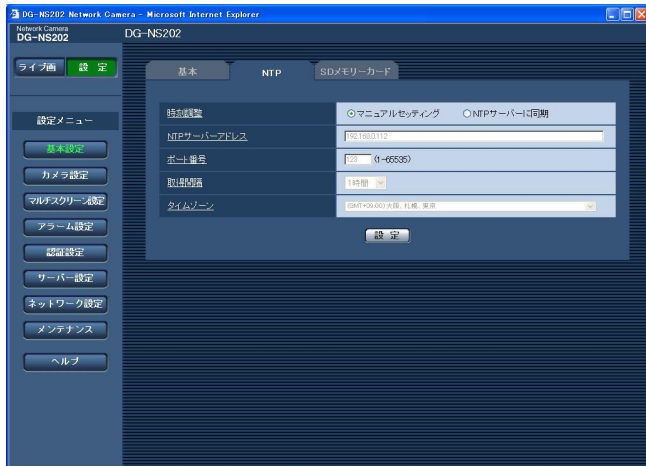 DG-NS202 Network Camera - Microsoft Internet Explorer
Network Camera
DG-NS202
DG-NS202
ライブ画 設 定
基本 NTP SDメモリーカード
設定メニュー
基本設定
カメラ設定
マルチスクリーン設定
アラーム設定
認証設定
サーバー設定
ネットワーク設定
メンテナンス
ヘルプ
時刻調整 マニュアルセッティング NTPサーバーに同期
NTPサーバーアドレス 192.168.0.112
ポート番号 123 (1-65535)
取得間隔 1時間
タイムゾーン (GMT+09:00)大阪、札幌、東京
設 定